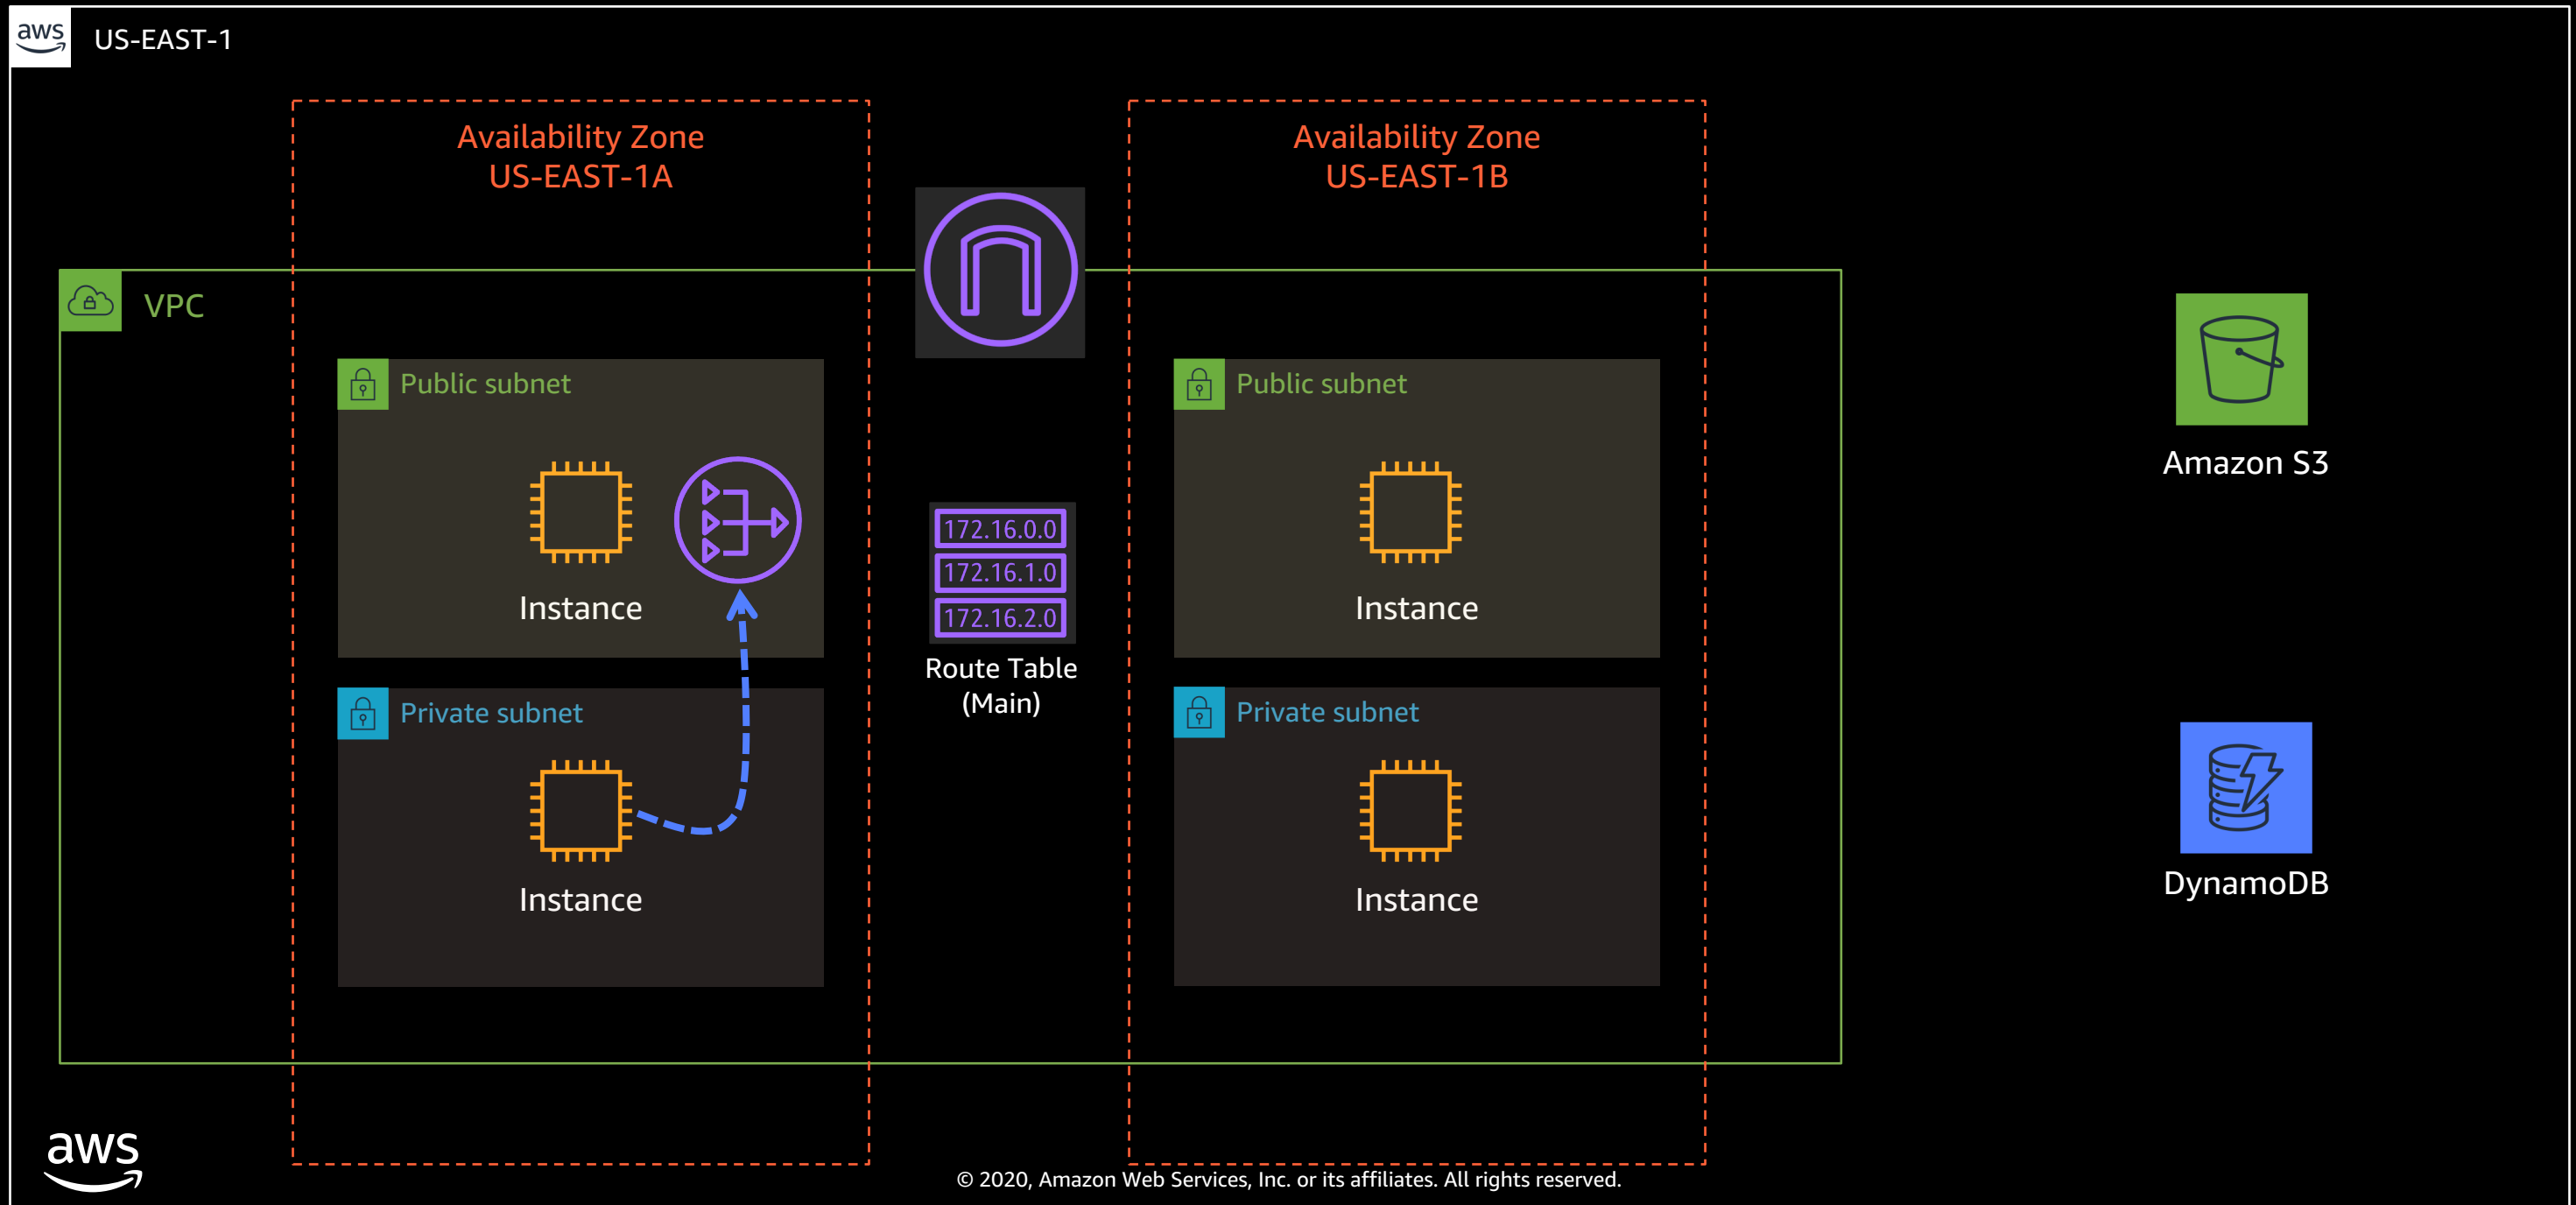 aws
US-EAST-1
Availability Zone
US-EAST-1A
Availability Zone
US-EAST-1B
VPC
Public subnet
Instance
Private subnet
Instance
172.16.0.0
172.16.1.0
172.16.2.0
Route Table
(Main)
Public subnet
Instance
Private subnet
Instance
Amazon S3
DynamoDB
aws
© 2020, Amazon Web Services, Inc. or its affiliates. All rights reserved.